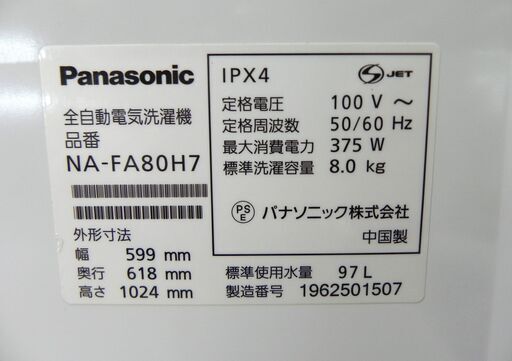 Panasonic
全自動電気洗濯機
品番
NA-FA80H7
外形寸法
幅 599 mm
奥行 618 mm
高さ 1024 mm
IPX4
S JET
定格電圧 100 V ～
定格周波数 50/60 Hz
最大消費電力 375 W
標準洗濯容量 8.0 kg
PS E パナソニック株式会社
中国製
標準使用水量 97 L
製造番号 1962501507